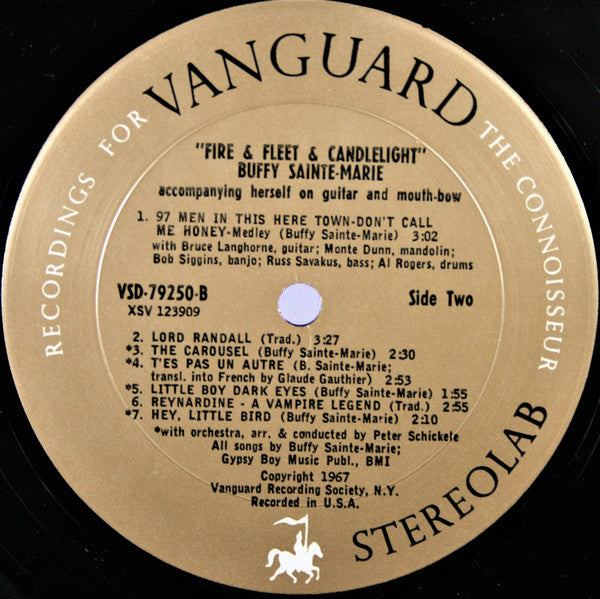 RECORDINGS FOR VANGUARD THE CONNOISSEUR
"FIRE & FLEET & CANDLELIGHT"
BUFFY SAINTE-MARIE
accompanying herself on guitar and mouth-bow
1. 97 MEN IN THIS HERE TOWN-DON'T CALL
ME HONEY-Medley (Buffy Sainte-Marie) 3:02
with Bruce Langhorne, guitar; Monte Dunn, mandolin;
Bob Siggins, banjo; Russ Savakus, bass; Al Rogers, drums
VSD-79250-B Side Two
XSV 123909
2. LORD RANDALL (Trad.) 3:27
*3. THE CAROUSEL (Buffy Sainte-Marie) 2:30
*4. T'ES PAS UN AUTRE (B. Sainte-Marie;
transl. into French by Glaude Gauthier) 2:53
*5. LITTLE BOY DARK EYES (Buffy Sainte-Marie) 1:55
6. REYNARDINE - A VAMPIRE LEGEND (Trad.) 2:55
*7. HEY, LITTLE BIRD (Buffy Sainte-Marie) 2:10
*with orchestra, arr. & conducted by Peter Schickele
All songs by Buffy Sainte-Marie;
Gypsy Boy Music Publ., BMI
Copyright 1967
Vanguard Recording Society, N.Y.
Recorded in U.S.A.
STEREOLAB